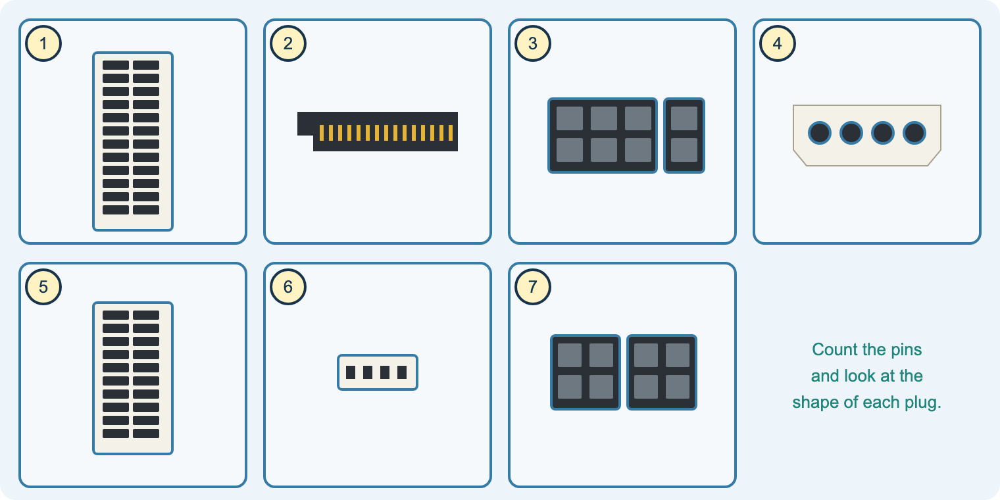 1
2
3
4
5
6
7
Count the pins
and look at the
shape of each plug.